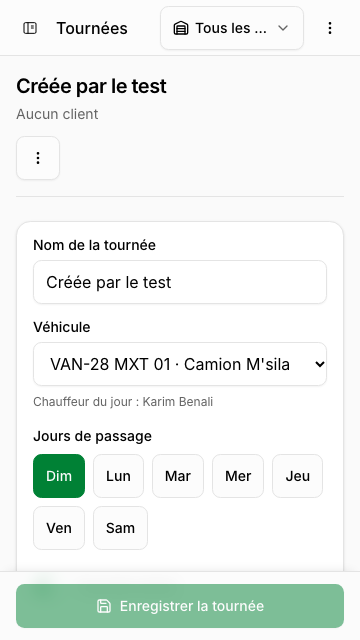 Tournées
Tous les ...
Créée par le test
Aucun client
Nom de la tournée
Créée par le test
Véhicule
VAN-28 MXT 01 · Camion M'sila
Chauffeur du jour : Karim Benali
Jours de passage
Dim Lun Mar Mer Jeu
Ven Sam
Enregistrer la tournée